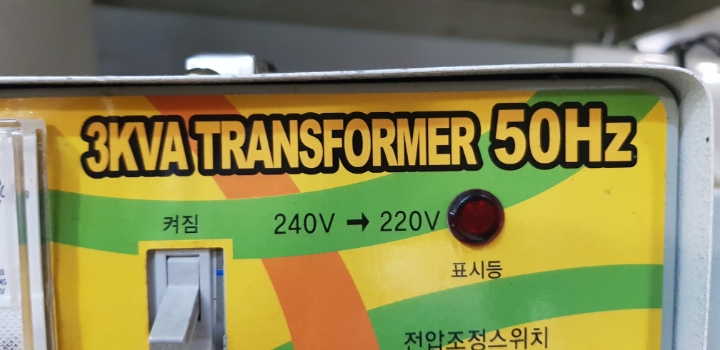 3KVA TRANSFORMER 50Hz
켜짐
240V → 220V
표시등
전압조정스위치